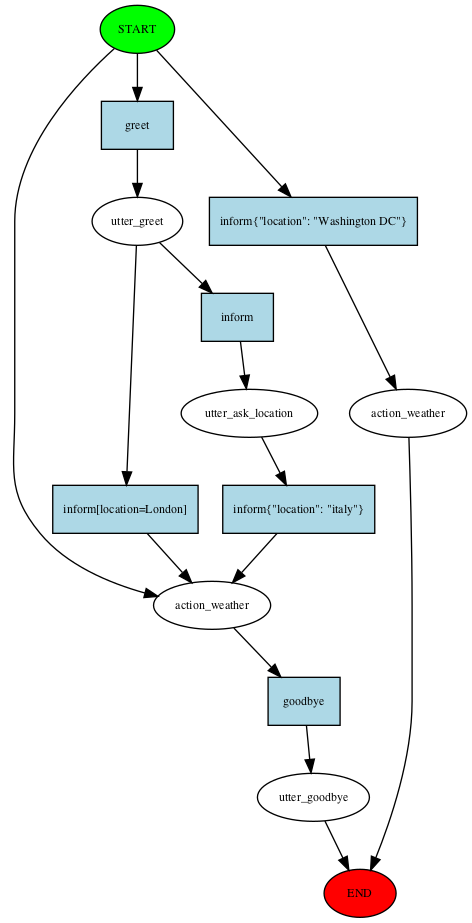 START
greet
utter_greet
inform{"location": "Washington DC"}
inform
utter_ask_location
action_weather
inform[location=London]
inform{"location": "italy"}
action_weather
goodbye
utter_goodbye
END